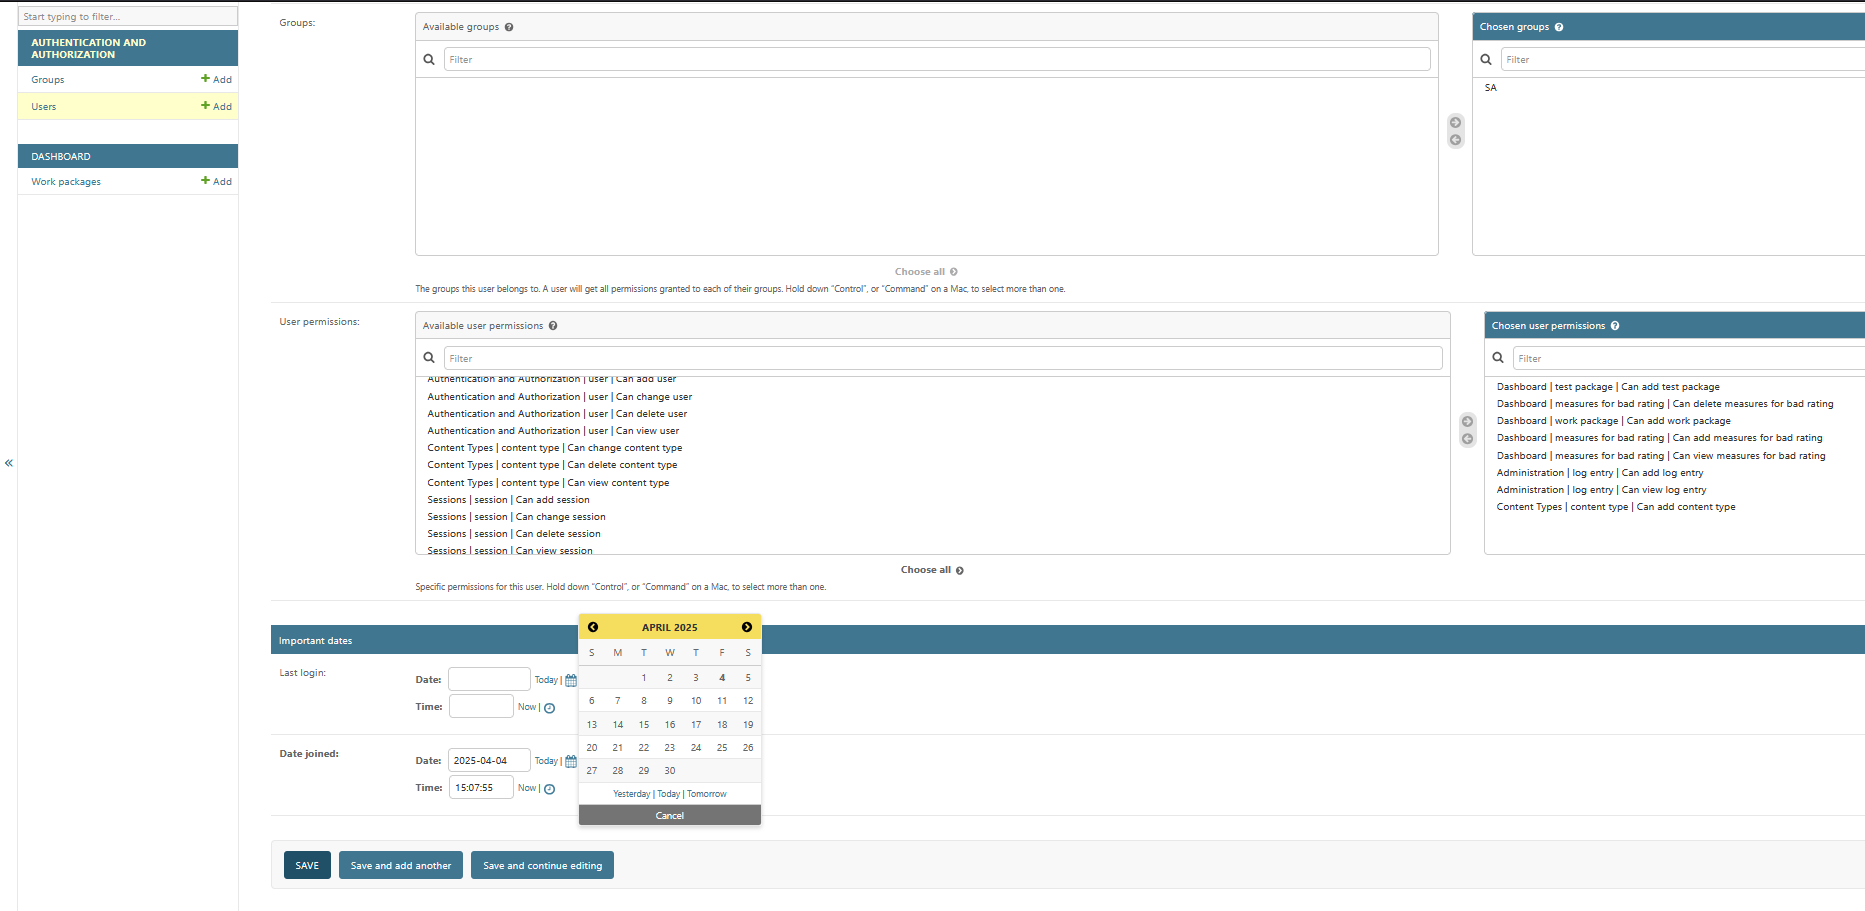 Start typing to filter...
AUTHENTICATION AND
AUTHORIZATION
Groups
Add
Users
Add
DASHBOARD
Work packages
Add
«
Groups:
Available groups
Filter
Choose all
The groups this user belongs to. A user will get all permissions granted to each of their groups. Hold down “Control”, or “Command” on a Mac, to select more than one.
Chosen groups
Filter
SA
User permissions:
Available user permissions
Filter
Authentication and Authorization | user | Can add user
Authentication and Authorization | user | Can change user
Authentication and Authorization | user | Can delete user
Authentication and Authorization | user | Can view user
Content Types | content type | Can change content type
Content Types | content type | Can delete content type
Content Types | content type | Can view content type
Sessions | session | Can add session
Sessions | session | Can change session
Sessions | session | Can delete session
Sessions | session | Can view session
Choose all
Specific permissions for this user. Hold down “Control”, or “Command” on a Mac, to select more than one.
Chosen user permissions
Filter
Dashboard | test package | Can add test package
Dashboard | measures for bad rating | Can delete measures for bad rating
Dashboard | work package | Can add work package
Dashboard | measures for bad rating | Can add measures for bad rating
Dashboard | measures for bad rating | Can view measures for bad rating
Administration | log entry | Can add log entry
Administration | log entry | Can view log entry
Content Types | content type | Can add content type
Important dates
Last login:
Date: Today |
Time: Now |
Date joined:
Date: 2025-04-04 Today |
Time: 15:07:55 Now |
APRIL 2025
S M T W T F S
1 2 3 4 5
6 7 8 9 10 11 12
13 14 15 16 17 18 19
20 21 22 23 24 25 26
27 28 29 30
Yesterday | Today | Tomorrow
Cancel
SAVE
Save and add another
Save and continue editing